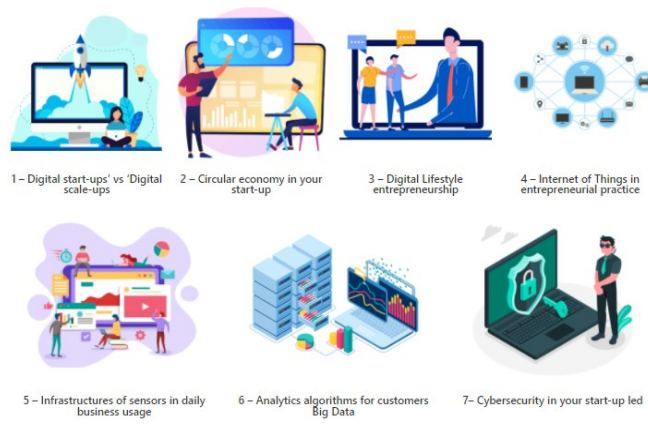 1 – Digital start-ups' vs 'Digital
scale-ups
2 – Circular economy in your
start-up
3 – Digital Lifestyle
entrepreneurship
4 – Internet of Things in
entrepreneurial practice
5 – Infrastructures of sensors in daily
business usage
6 – Analytics algorithms for customers
Big Data
7– Cybersecurity in your start-up led